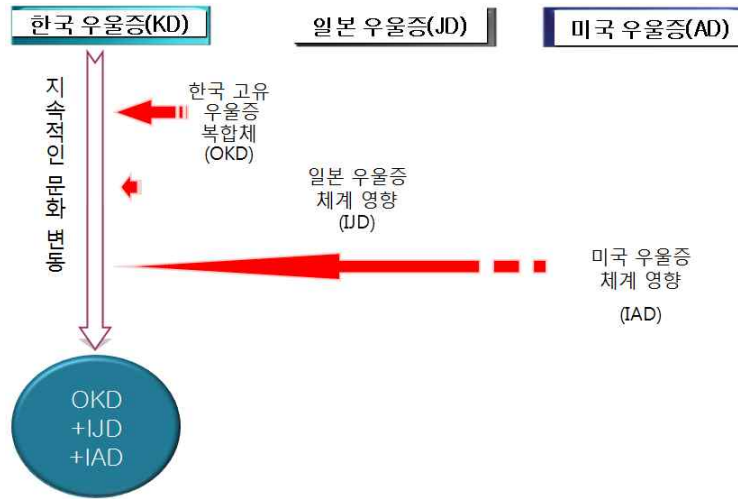 한국 우울증(KD)
일본 우울증(JD)
미국 우울증(AD)
지속적인 문화 변동
한국 고유
우울증
복합체
(OKD)
일본 우울증
체계 영향
(IJD)
미국 우울증
체계 영향
(IAD)
OKD
+IJD
+IAD